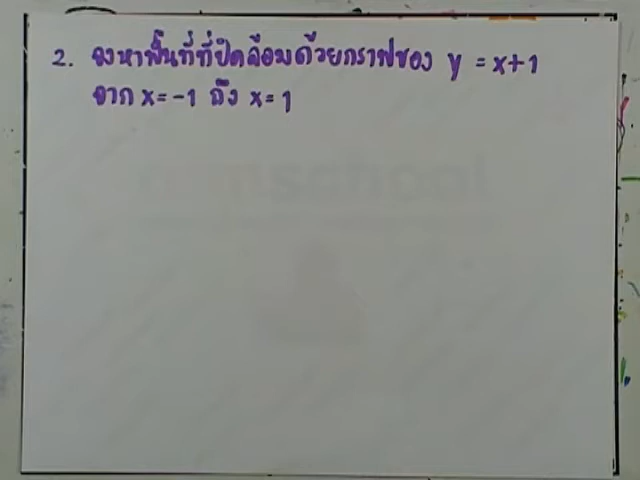 2. จงหาพื้นที่ที่ปิดล้อมด้วยกราฟของ y = x+1
จาก x = -1 ถึง x = 1